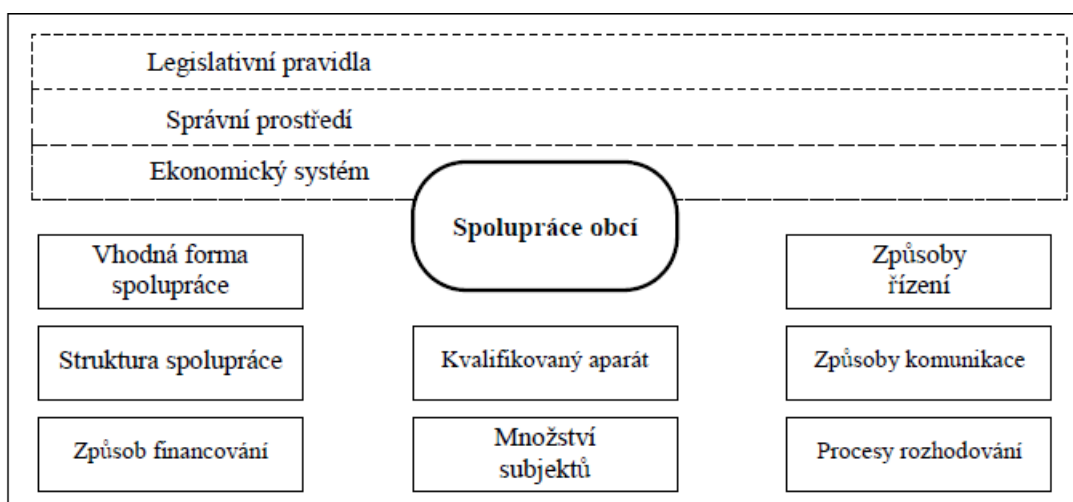 Legislativní pravidla
Správní prostředí
Ekonomický systém
Spolupráce obcí
Vhodná forma
spolupráce
Způsoby
řízení
Struktura spolupráce
Kvalifikovaný aparát
Způsoby komunikace
Způsob financování
Množství
subjektů
Procesy rozhodování